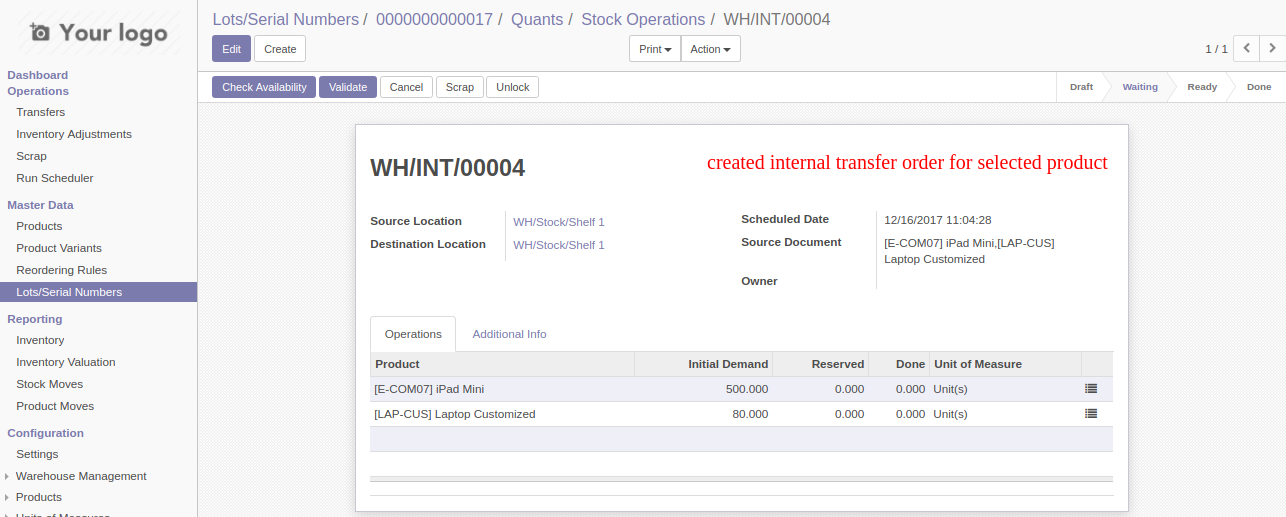 Your logo
Dashboard
Operations
Transfers
Inventory Adjustments
Scrap
Run Scheduler
Master Data
Products
Product Variants
Reordering Rules
Lots/Serial Numbers
Reporting
Inventory
Inventory Valuation
Stock Moves
Product Moves
Configuration
Settings
Warehouse Management
Products
Units of Measure
Lots/Serial Numbers / 0000000000017 / Quants / Stock Operations / WH/INT/00004
Edit Create Print Action 1 / 1
Check Availability Validate Cancel Scrap Unlock Draft Waiting Ready Done
WH/INT/00004
created internal transfer order for selected product
Source Location WH/Stock/Shelf 1
Destination Location WH/Stock/Shelf 1
Scheduled Date 12/16/2017 11:04:28
Source Document [E-COM07] iPad Mini,[LAP-CUS]
Laptop Customized
Owner
Operations Additional Info
Product Initial Demand Reserved Done Unit of Measure
[E-COM07] iPad Mini 500.000 0.000 0.000 Unit(s)
[LAP-CUS] Laptop Customized 80.000 0.000 0.000 Unit(s)